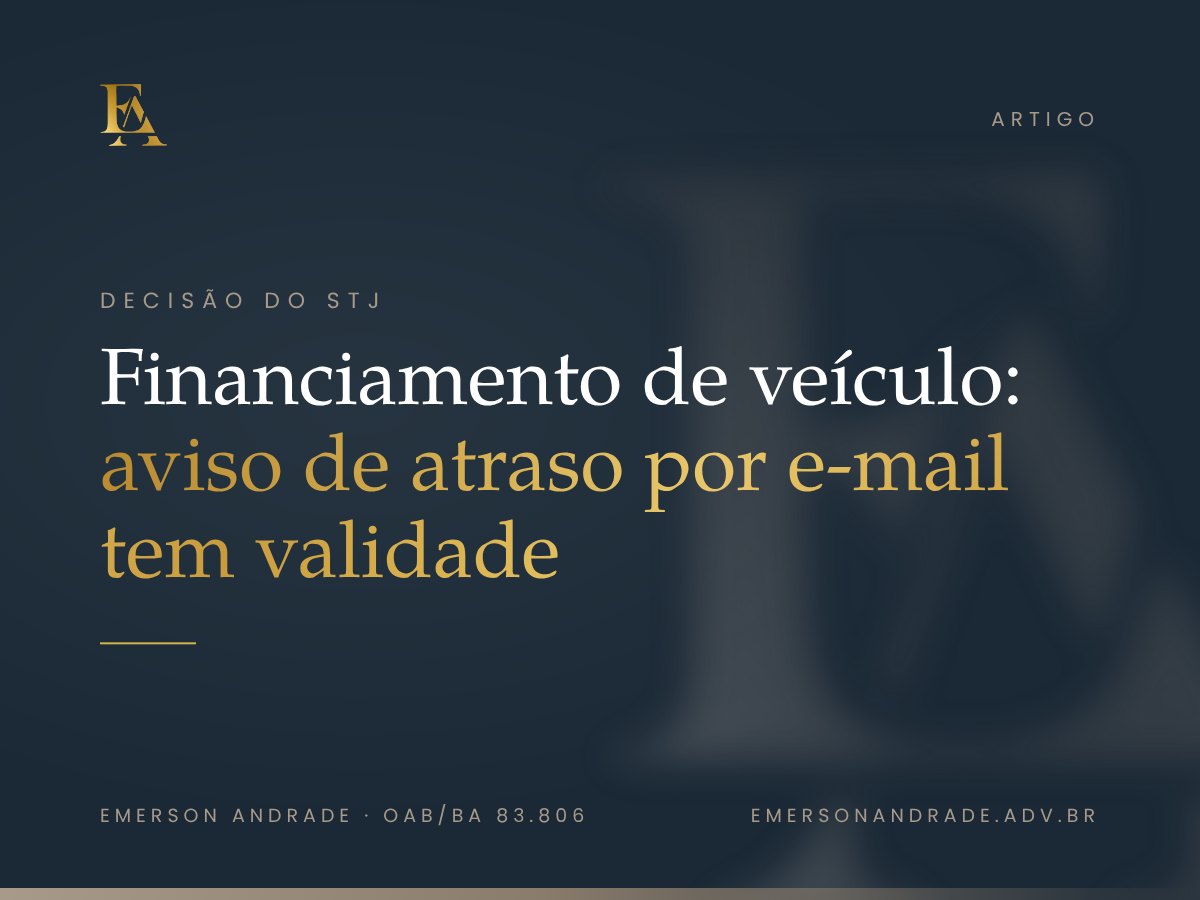 EA
ARTIGO
DECISÃO DO STJ
Financiamento de veículo:
aviso de atraso por e-mail
tem validade
EMERSON ANDRADE · OAB/BA 83.806
EMERSONANDRADE.ADV.BR